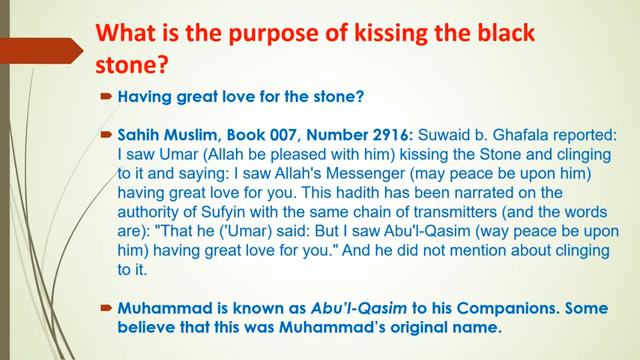 What is the purpose of kissing the black
stone?
Having great love for the stone?
Sahih Muslim, Book 007, Number 2916: Suwaid b. Ghafala reported:
I saw Umar (Allah be pleased with him) kissing the Stone and clinging
to it and saying: I saw Allah's Messenger (may peace be upon him)
having great love for you. This hadith has been narrated on the
authority of Sufyin with the same chain of transmitters (and the words
are): "That he ('Umar) said: But I saw Abu'l-Qasim (way peace be upon
him) having great love for you." And he did not mention about clinging
to it.
Muhammad is known as Abu'l-Qasim to his Companions. Some
believe that this was Muhammad's original name.